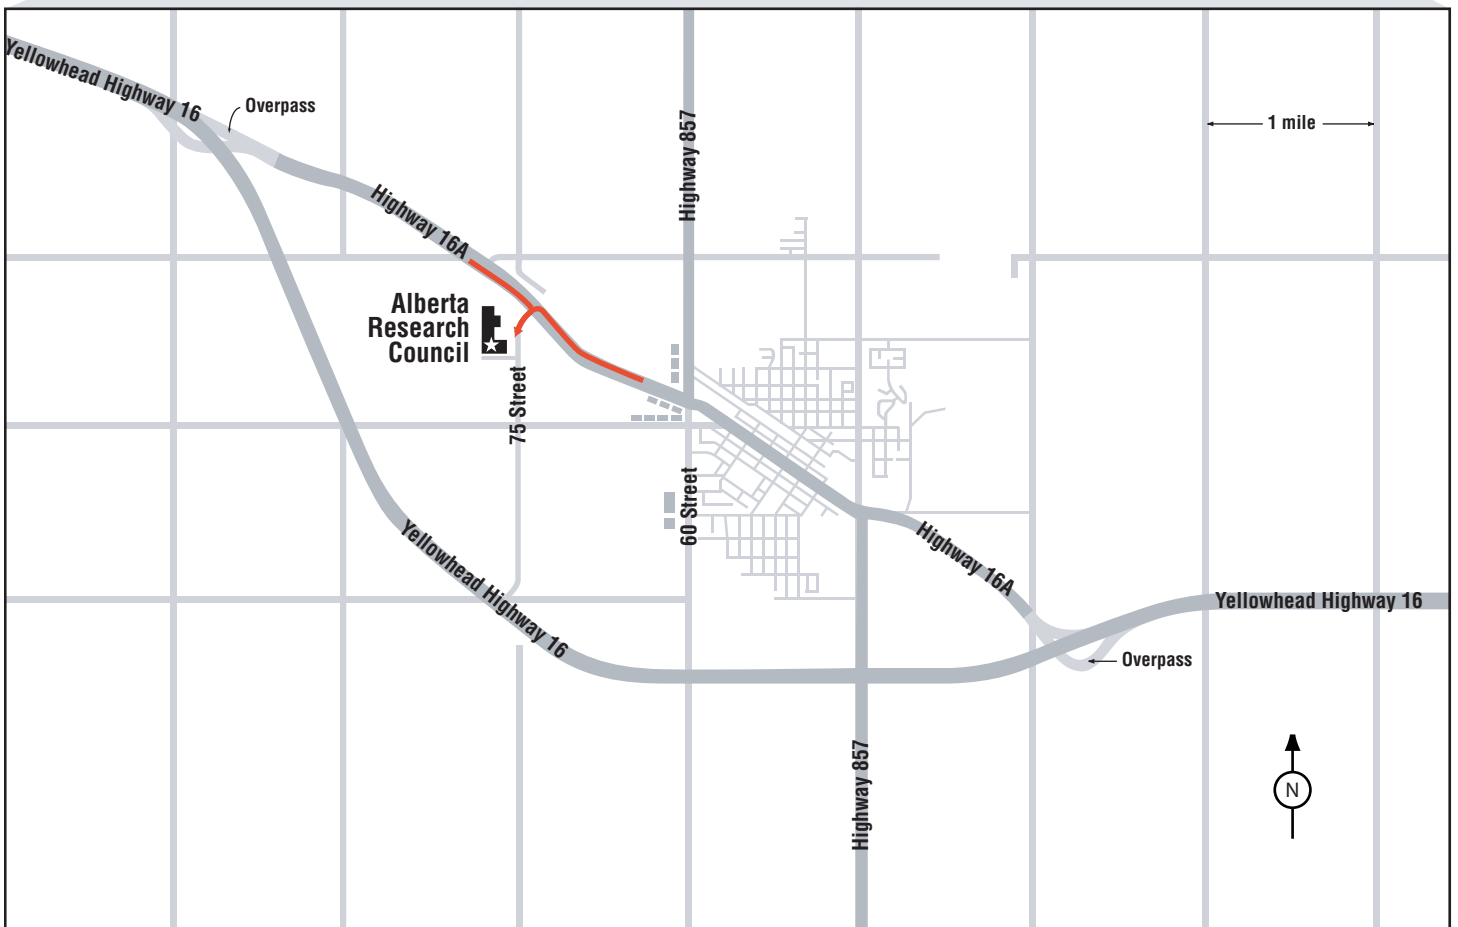 Yellowhead Highway 16
Overpass
Highway 857
1 mile
Highway 16A
Alberta
Research
Council
75 Street
60 Street
Yellowhead Highway 16
Highway 16A
Yellowhead Highway 16
Overpass
Highway 857
N